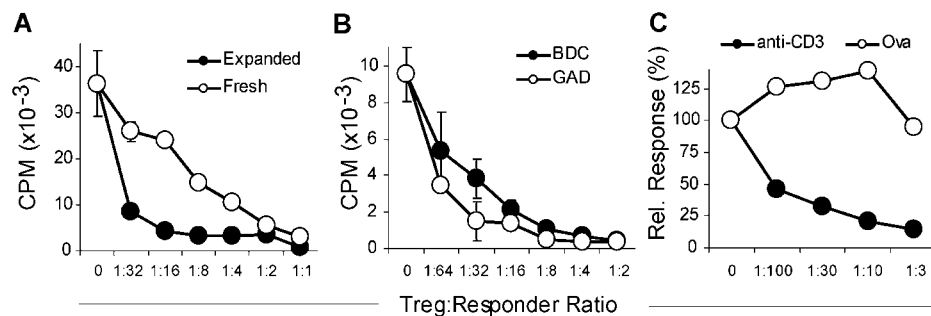 A
Expanded
Fresh
CPM (x10-3)
40
30
20
10
0
0 1:32 1:16 1:8 1:4 1:2 1:1
B
BDC
GAD
CPM (x10-3)
10
8
6
4
2
0
0 1:64 1:32 1:16 1:8 1:4 1:2
C
anti-CD3 Ova
Rel. Response (%)
125
100
75
50
25
0
0 1:100 1:30 1:10 1:3
Treg:Responder Ratio